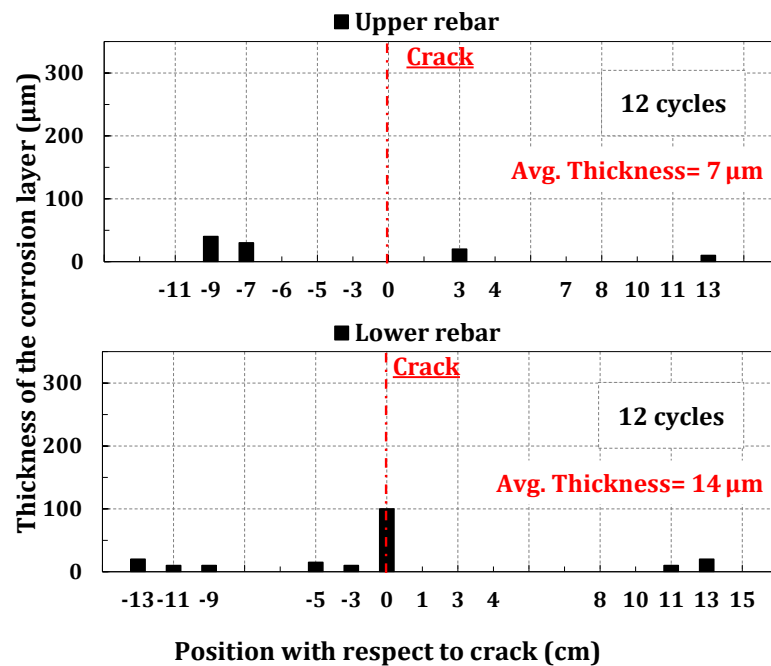 Upper rebar
Crack
12 cycles
Avg. Thickness= 7 µm
300
200
100
0
-11 -9 -7 -6 -5 -3 0 3 4 7 8 10 11 13
Thickness of the corrosion layer (µm)
Lower rebar
Crack
12 cycles
Avg. Thickness= 14 µm
300
200
100
0
-13 -11 -9 -5 -3 0 1 3 4 8 10 11 13 15
Position with respect to crack (cm)